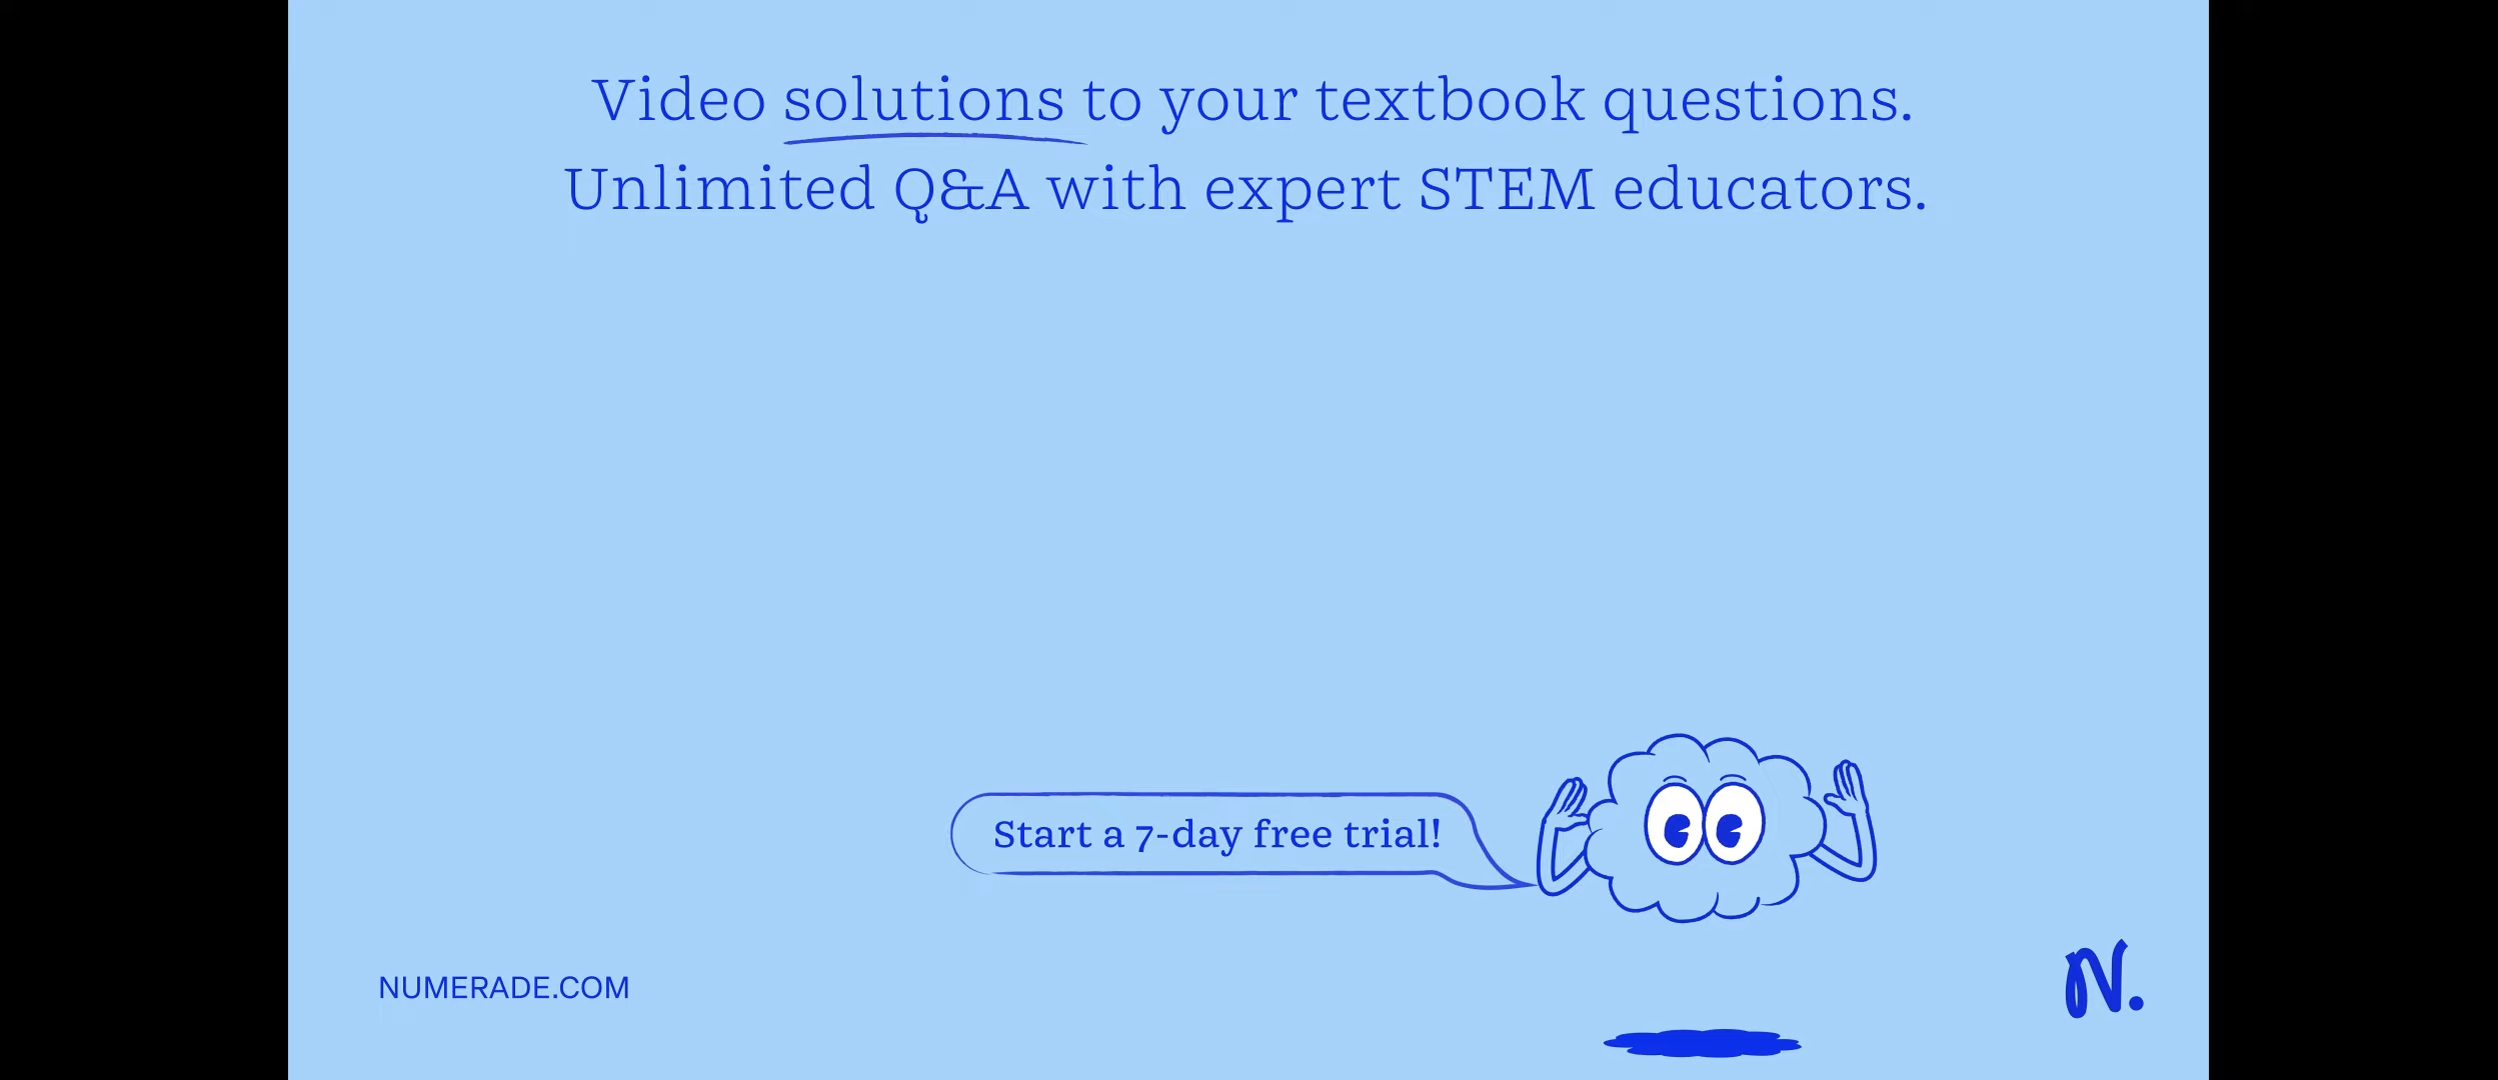 Video solutions to your textbook questions.
Unlimited Q&A with expert STEM educators.
Start a 7-day free trial!
NUMERADE.COM
N.